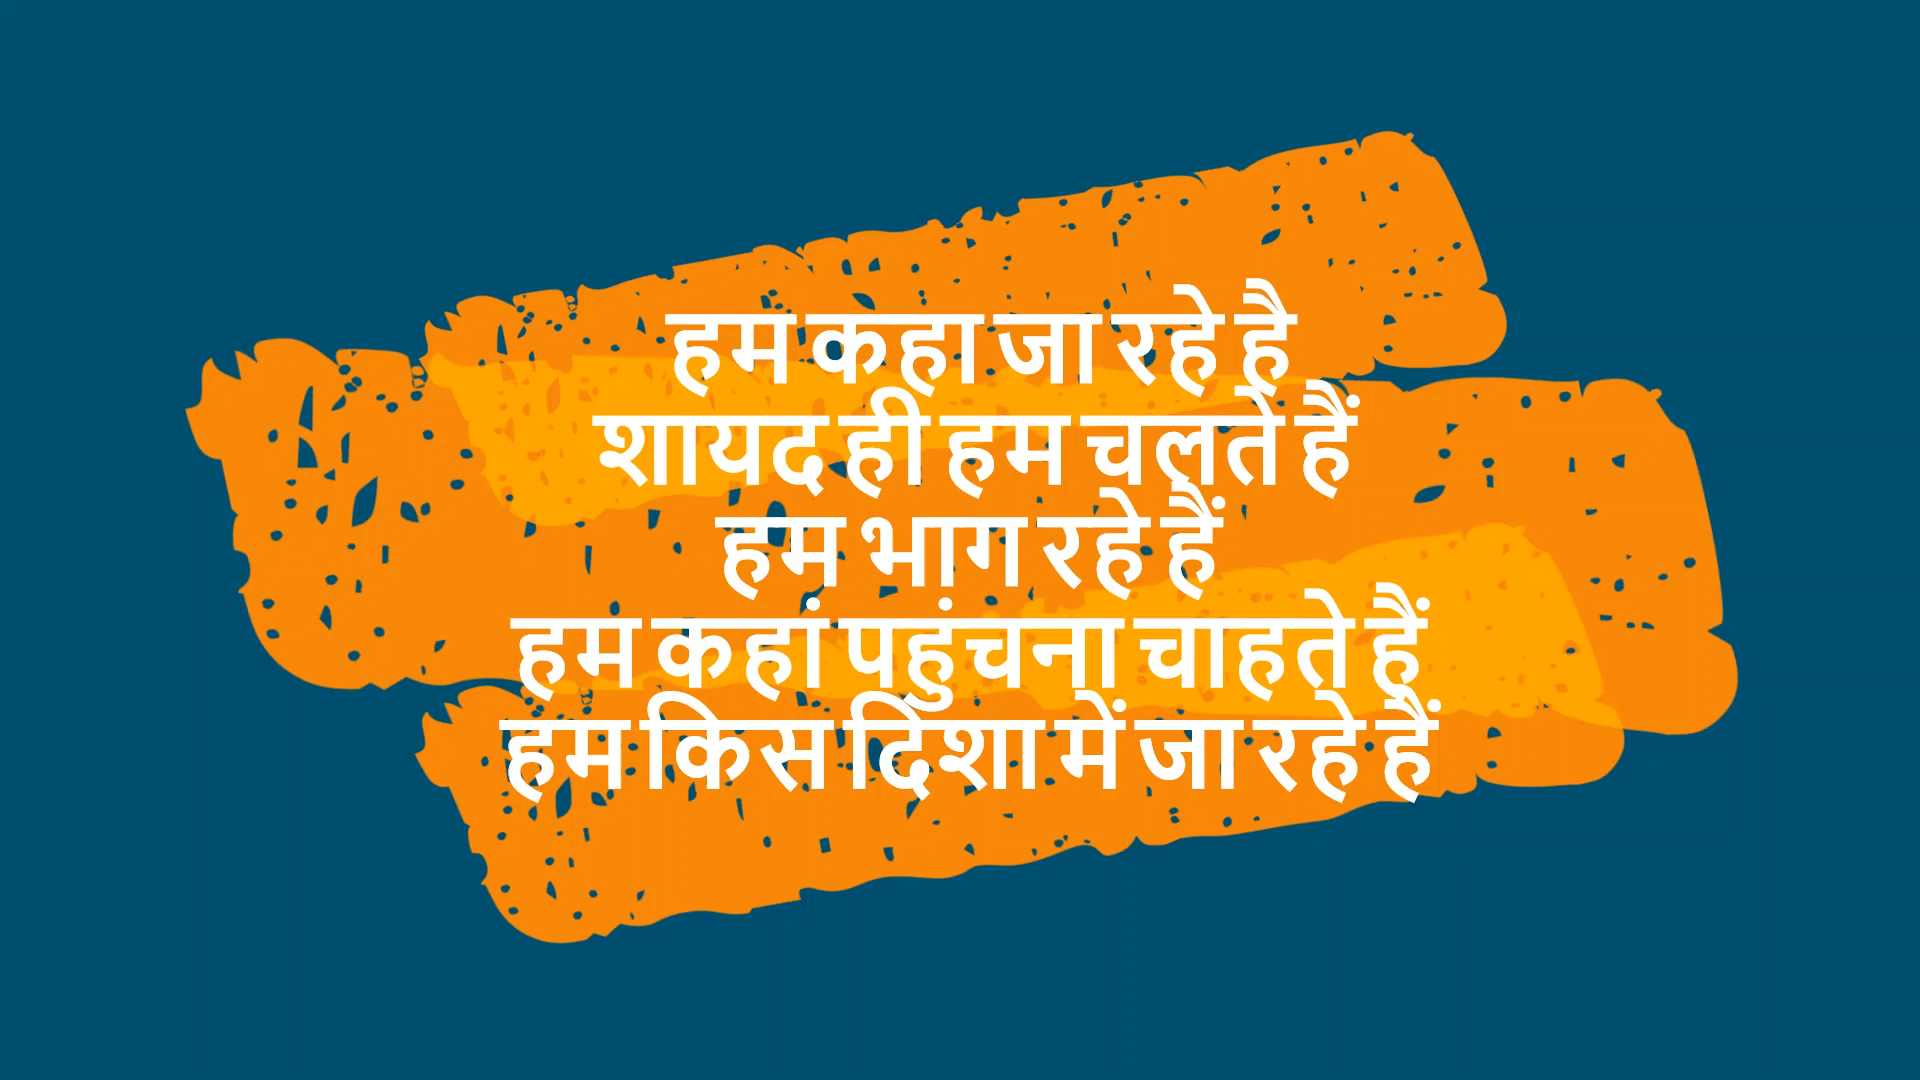 हम कहा जा रहे है
शायद ही हम चलते हैं
हम भाग रहे हैं
हम कहां पहुंचना चाहते हैं
हम किस दिशा में जा रहे हैं